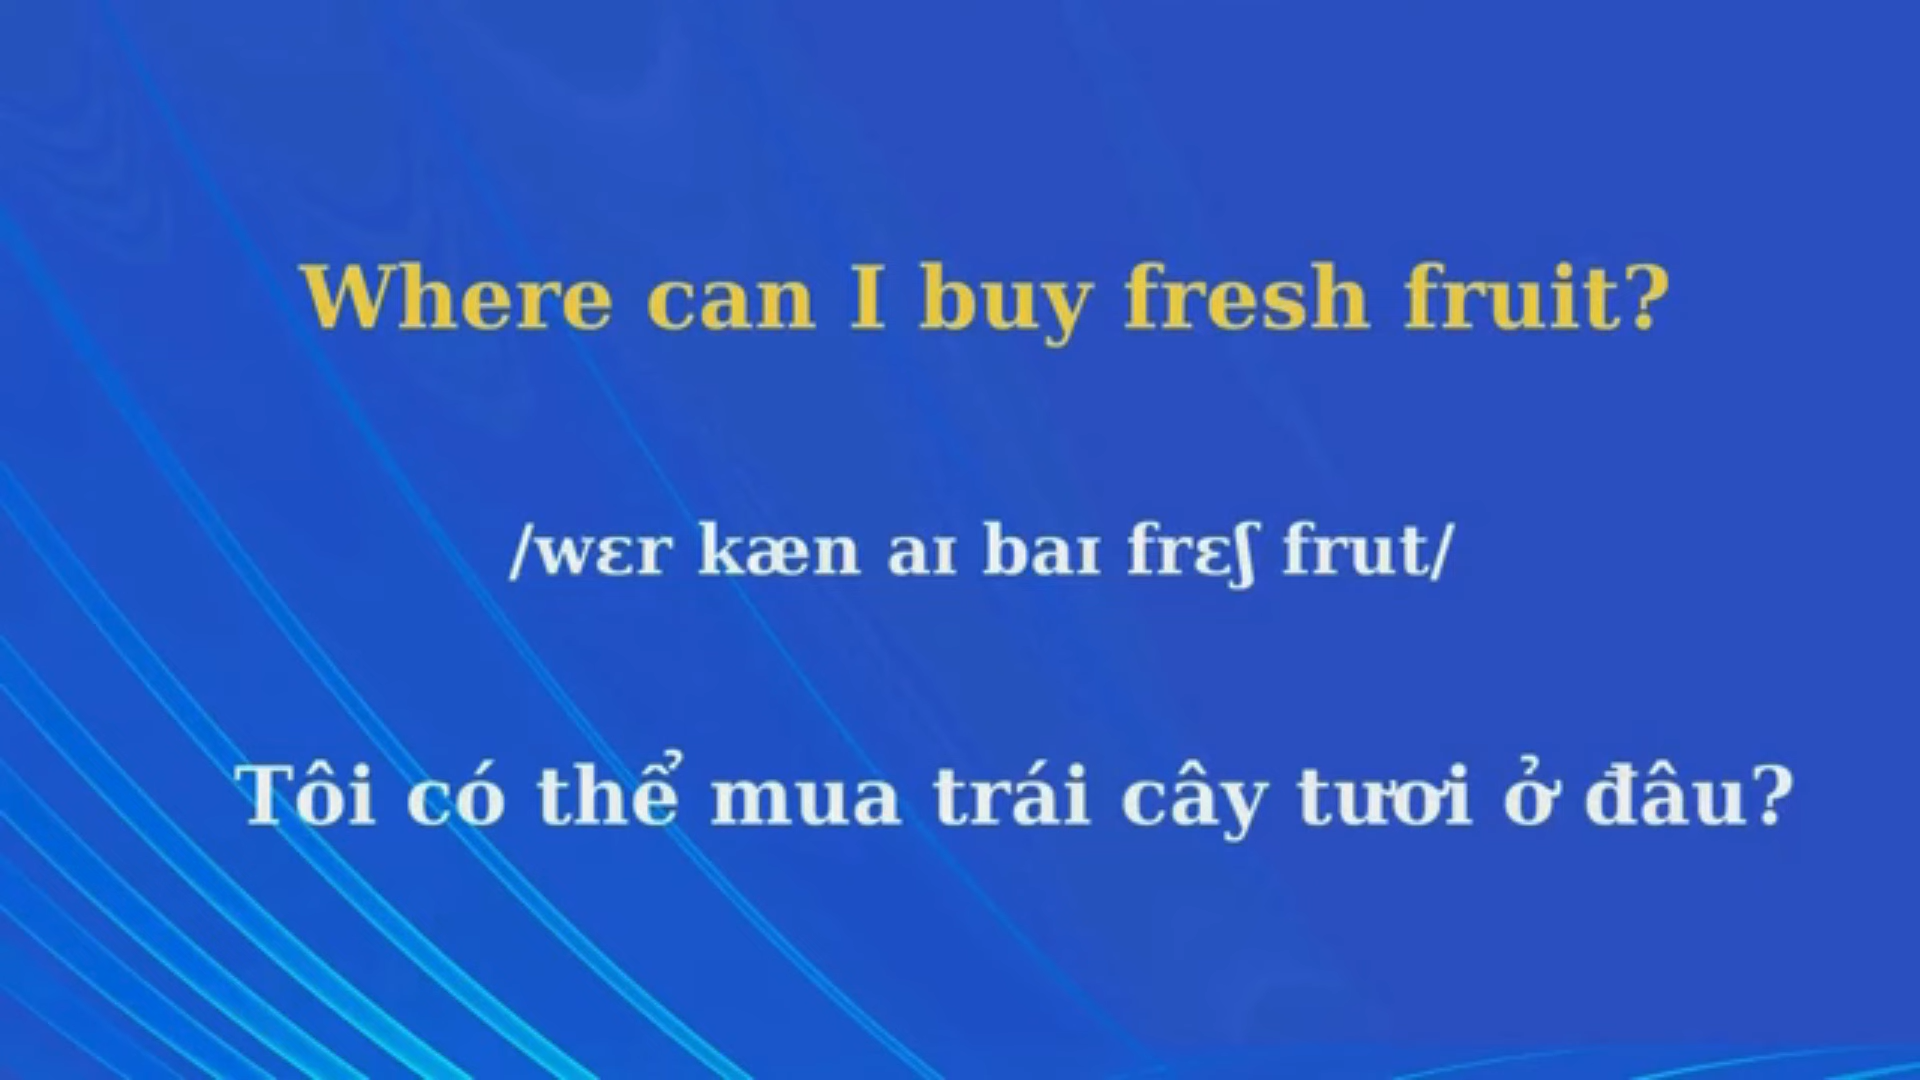 Where can I buy fresh fruit?
/wɛr kæn aɪ baɪ frɛʃ frut/
Tôi có thể mua trái cây tươi ở đâu?